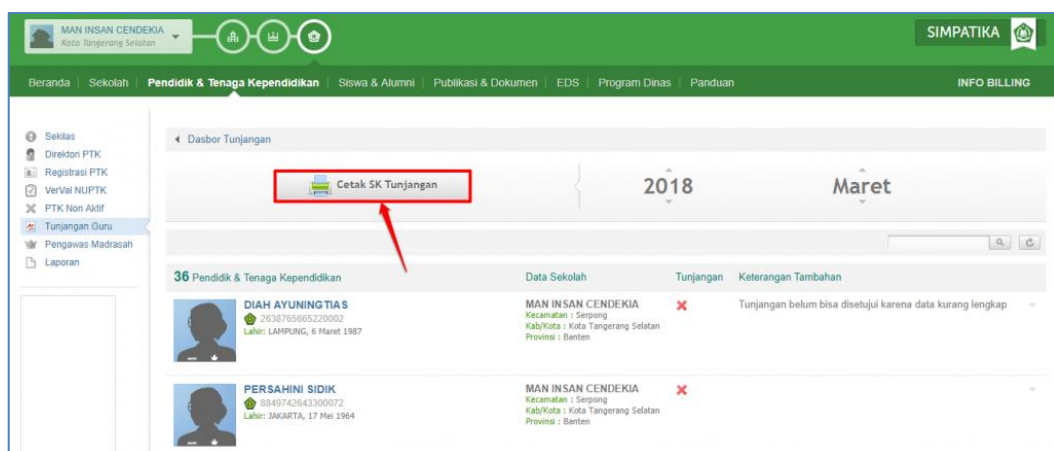 MAN INSAN CENDEKIA
Kota Tangerang Selatan
SIMPATIKA
Beranda Sekolah Pendidik & Tenaga Kependidikan Siswa & Alumni Publikasi & Dokumen EDS Program Dinas Panduan INFO BILLING
Sekilas
Direktori PTK
Registrasi PTK
VerVal NUPTK
PTK Non Aktif
Tunjangan Guru
Pengawas Madrasah
Laporan
Dasbor Tunjangan
Cetak SK Tunjangan 2018 Maret
36 Pendidik & Tenaga Kependidikan Data Sekolah Tunjangan Keterangan Tambahan
DIAH AYUNINGTIAS
2638765665220002
Lahir: LAMPUNG, 6 Maret 1987
MAN INSAN CENDEKIA
Kecamatan : Serpong
Kab/Kota : Kota Tangerang Selatan
Provinsi : Banten
Tunjangan belum bisa disetujui karena data kurang lengkap
PERSAHINI SIDIK
8849742643300072
Lahir: JAKARTA, 17 Mei 1964
MAN INSAN CENDEKIA
Kecamatan : Serpong
Kab/Kota : Kota Tangerang Selatan
Provinsi : Banten